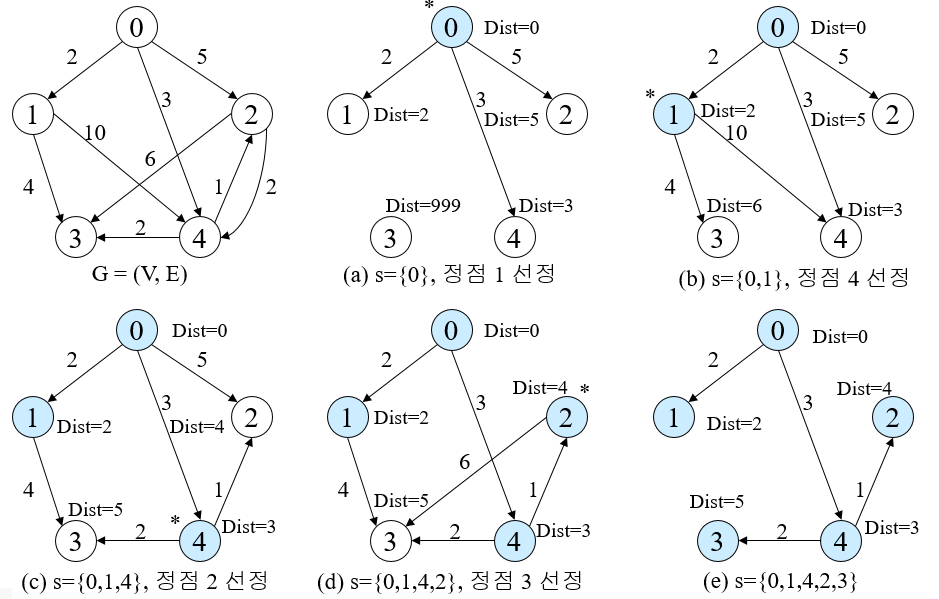 0
2
5
3
1
2
10
6
4
1
2
2
3
4
G = (V, E)
*
0
Dist=0
2
5
3
1
Dist=2
Dist=5
2
Dist=999
Dist=3
3
4
(a) s={0}, 정점 1 선정
0
Dist=0
2
5
3
*
1
Dist=2
Dist=5
2
10
4
Dist=6
Dist=3
3
4
(b) s={0,1}, 정점 4 선정
0
Dist=0
2
5
3
1
Dist=2
Dist=4
2
4
1
Dist=5
*
3
2
4
Dist=3
(c) s={0,1,4}, 정점 2 선정
0
Dist=0
2
3
Dist=4
*
1
Dist=2
2
6
4
1
Dist=5
3
2
4
Dist=3
(d) s={0,1,4,2}, 정점 3 선정
0
Dist=0
2
3
Dist=4
1
Dist=2
2
1
Dist=5
3
2
4
Dist=3
(e) s={0,1,4,2,3}